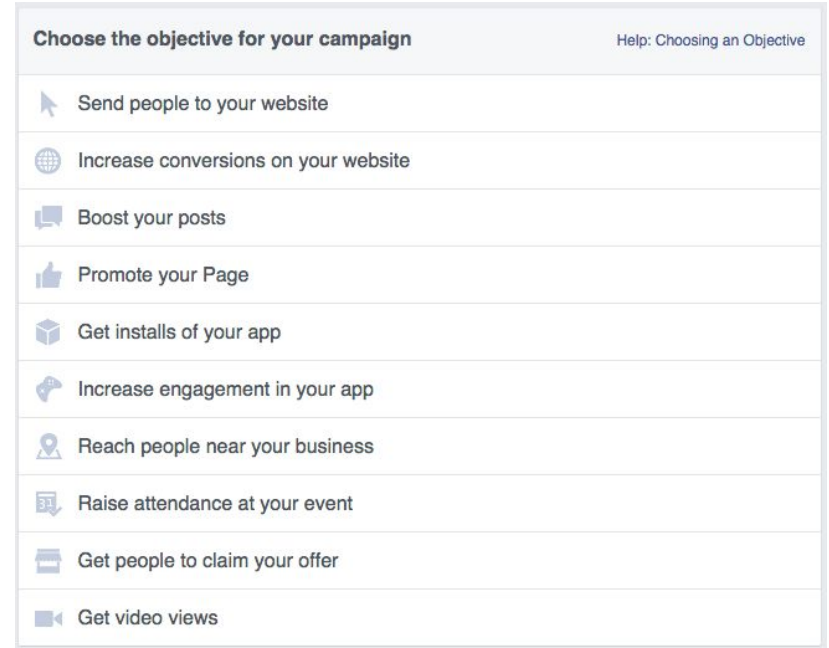 Choose the objective for your campaign Help: Choosing an Objective
Send people to your website
Increase conversions on your website
Boost your posts
Promote your Page
Get installs of your app
Increase engagement in your app
Reach people near your business
31
Raise attendance at your event
Get people to claim your offer
Get video views